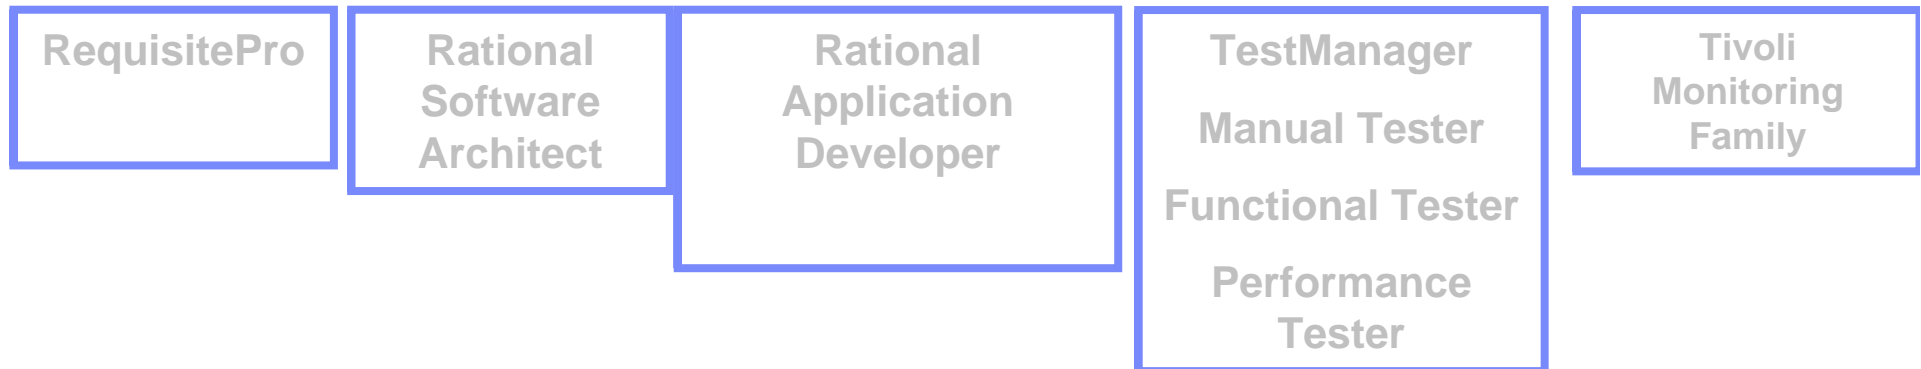 RequisitePro
Rational
Software
Architect
Rational
Application
Developer
TestManager
Manual Tester
Functional Tester
Performance
Tester
Tivoli
Monitoring
Family